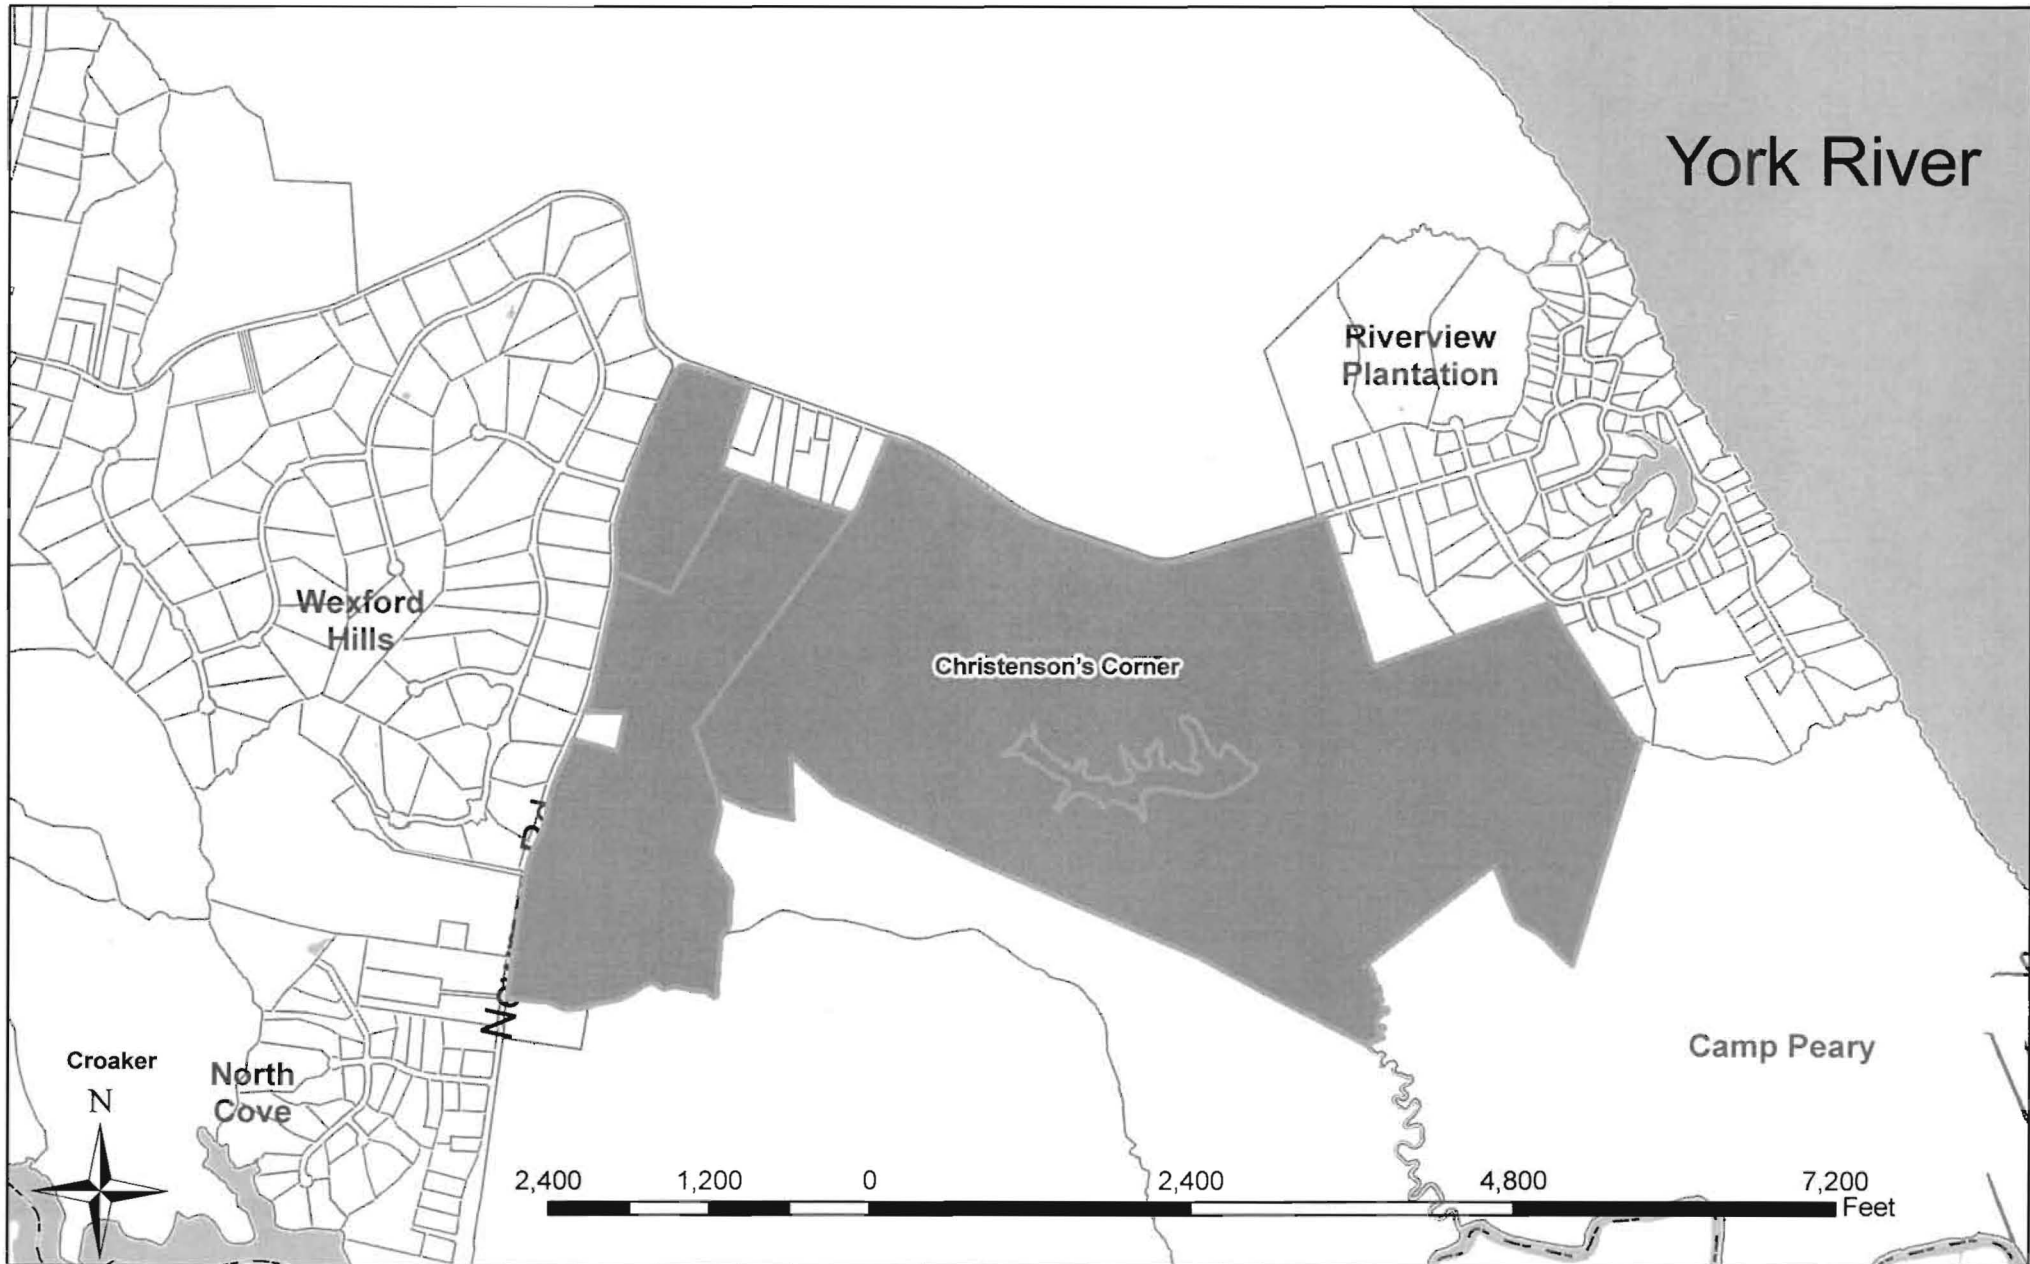 York River
Riverview
Plantation
Wexford
Hills
Christenson's Corner
Rd
Croaker
N
North
Cove
Camp Peary
2,400 1,200 0 2,400 4,800 7,200
Feet